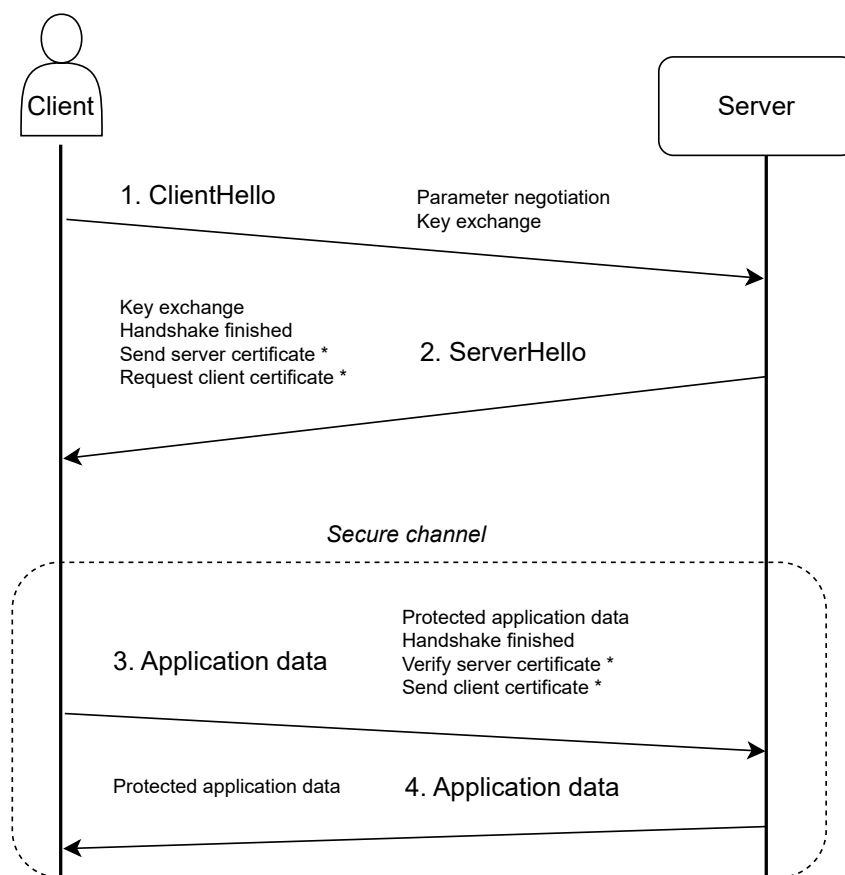 Client
Server
1. ClientHello
Parameter negotiation
Key exchange
Key exchange
Handshake finished
Send server certificate *
Request client certificate *
2. ServerHello
Secure channel
Protected application data
Handshake finished
Verify server certificate *
Send client certificate *
3. Application data
Protected application data
4. Application data